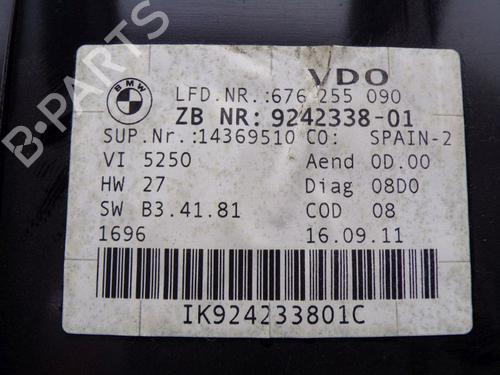 B-PARTS
BMW
VDO
LFD.NR.:676 255 090
ZB NR: 9242338-01
SUP.Nr.:14369510 CO: SPAIN-2
VI 5250 Aend 0D.00
HW 27 Diag 08D0
SW B3.41.81 COD 08
1696 16.09.11
IK924233801C